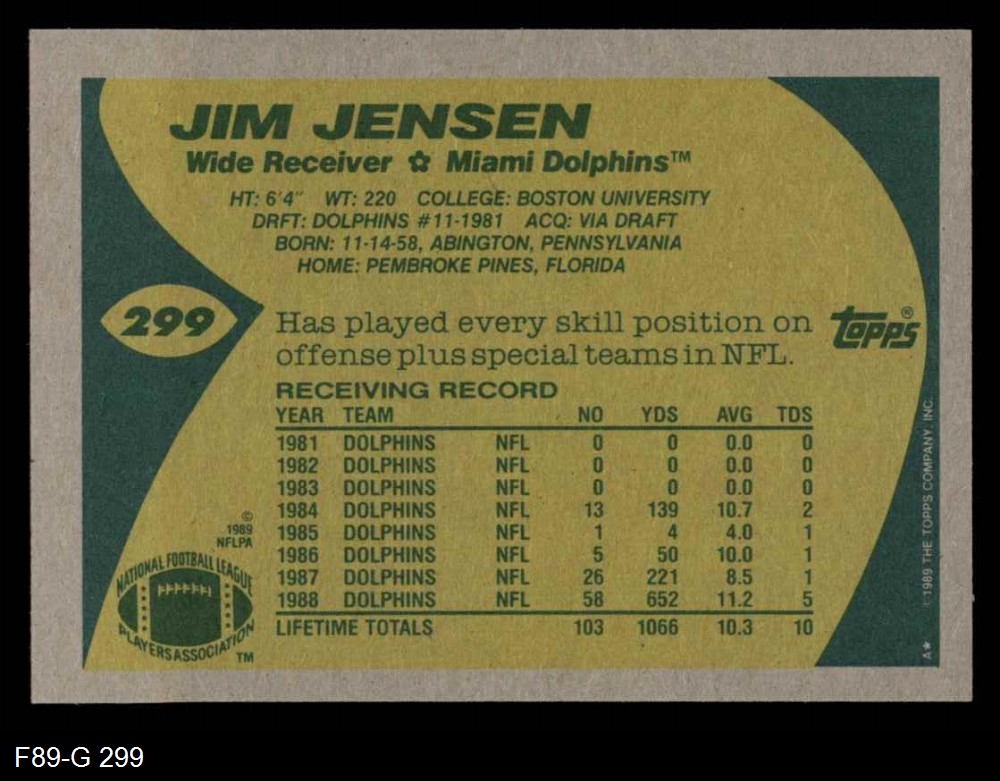 JIM JENSEN
Wide Receiver ✿ Miami Dolphins™
HT: 6'4" WT: 220 COLLEGE: BOSTON UNIVERSITY
DRFT: DOLPHINS #11-1981 ACQ: VIA DRAFT
BORN: 11-14-58, ABINGTON, PENNSYLVANIA
HOME: PEMBROKE PINES, FLORIDA
299
Has played every skill position on
offense plus special teams in NFL.
topps®
RECEIVING RECORD
YEAR TEAM NO YDS AVG TDS
1981 DOLPHINS NFL 0 0 0.0 0
1982 DOLPHINS NFL 0 0 0.0 0
1983 DOLPHINS NFL 0 0 0.0 0
1984 DOLPHINS NFL 13 139 10.7 2
1985 DOLPHINS NFL 1 4 4.0 1
1986 DOLPHINS NFL 5 50 10.0 1
1987 DOLPHINS NFL 26 221 8.5 1
1988 DOLPHINS NFL 58 652 11.2 5
LIFETIME TOTALS 103 1066 10.3 10
©
1989
NFLPA
NATIONAL FOOTBALL LEAGUE
PLAYERS ASSOCIATION
TM
© 1989 THE TOPPS COMPANY, INC.
A★
F89-G 299